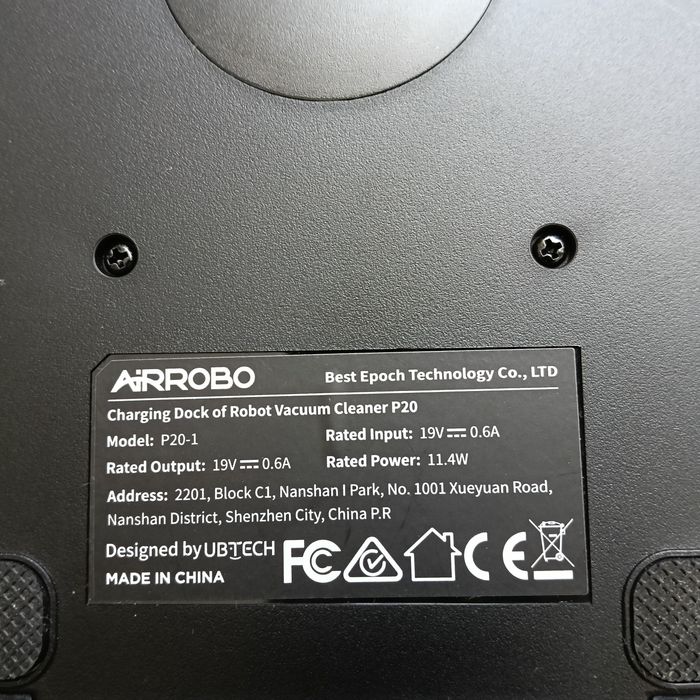 AiRROBO
Best Epoch Technology Co., LTD
Charging Dock of Robot Vacuum Cleaner P20
Model: P20-1
Rated Input: 19V⎓0.6A
Rated Output: 19V⎓0.6A
Rated Power: 11.4W
Address: 2201, Block C1, Nanshan I Park, No. 1001 Xueyuan Road,
Nanshan District, Shenzhen City, China P.R
Designed by UBTECH
MADE IN CHINA
FC CE